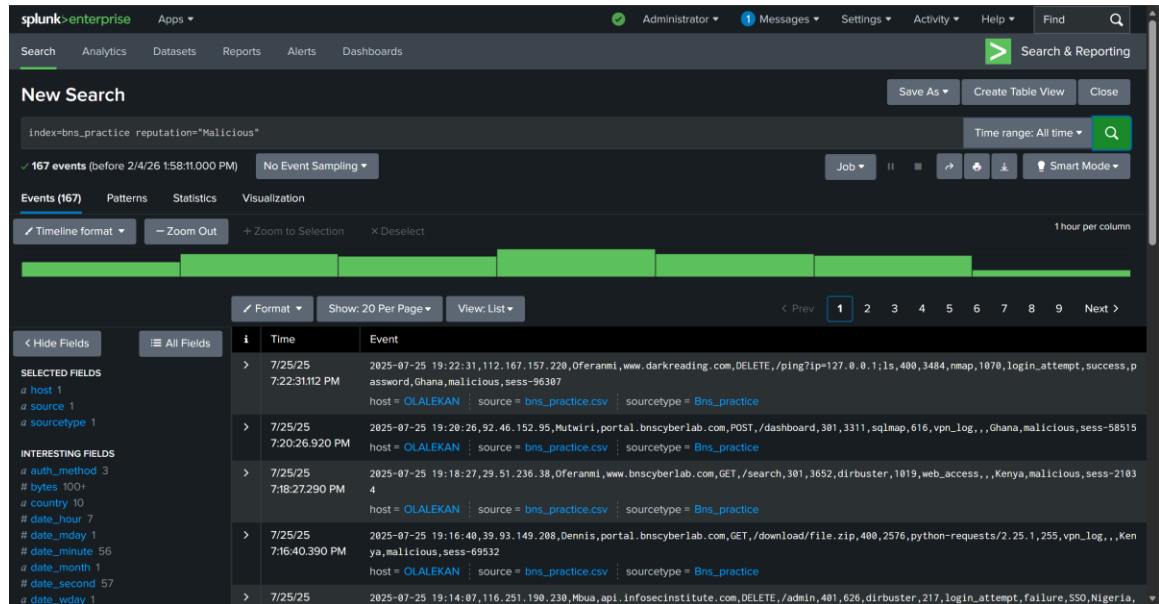 splunk>enterprise Apps Administrator 1 Messages Settings Activity Help Find
Search Analytics Datasets Reports Alerts Dashboards Search & Reporting
New Search Save As Create Table View Close
index=bns_practice reputation="Malicious" Time range: All time
167 events (before 2/4/26 1:58:11.000 PM) No Event Sampling Job Smart Mode
Events (167) Patterns Statistics Visualization
Timeline format — Zoom Out + Zoom to Selection × Deselect 1 hour per column
Format Show: 20 Per Page View: List < Prev 1 2 3 4 5 6 7 8 9 Next >
< Hide Fields All Fields i Time Event
SELECTED FIELDS
a host 1
a source 1
a sourcetype 1
INTERESTING FIELDS
a auth_method 3
# bytes 100+
a country 10
# date_hour 7
# date_mday 1
# date_minute 56
a date_month 1
# date_second 57
a date_wday 1
> 7/25/25 2025-07-25 19:22:31,112.167.157.220,Oferanmi,www.darkreading.com,DELETE,/ping?ip=127.0.0.1;ls,400,3484,nmap,1070,login_attempt,success,p
7:22:31.112 PM assword,Ghana,malicious,sess-96307
host = OLALEKAN source = bns_practice.csv sourcetype = Bns_practice
> 7/25/25 2025-07-25 19:20:26,92.46.152.95,Mutwiri,portal.bnscyberlab.com,POST,/dashboard,301,3311,sqlmap,616,vpn_log,,,Ghana,malicious,sess-58515
7:20:26.920 PM host = OLALEKAN source = bns_practice.csv sourcetype = Bns_practice
> 7/25/25 2025-07-25 19:18:27,29.51.236.38,Oferanmi,www.bnscyberlab.com,GET,/search,301,3652,dirbuster,1019,web_access,,,Kenya,malicious,sess-2103
7:18:27.290 PM 4
host = OLALEKAN source = bns_practice.csv sourcetype = Bns_practice
> 7/25/25 2025-07-25 19:16:40,39.93.149.208,Dennis,portal.bnscyberlab.com,GET,/download/file.zip,400,2576,python-requests/2.25.1,255,vpn_log,,,Ken
7:16:40.390 PM ya,malicious,sess-69532
host = OLALEKAN source = bns_practice.csv sourcetype = Bns_practice
> 7/25/25 2025-07-25 19:14:07,116.251.190.230,Mbua,api.infosecinstitute.com,DELETE,/admin,401,626,dirbuster,217,login_attempt,failure,SSO,Nigeria,